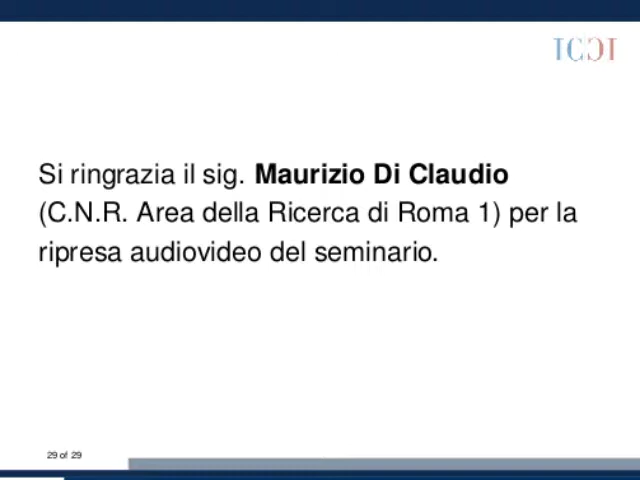 Si ringrazia il sig. Maurizio Di Claudio
(C.N.R. Area della Ricerca di Roma 1) per la
ripresa audiovideo del seminario.
29 of 29